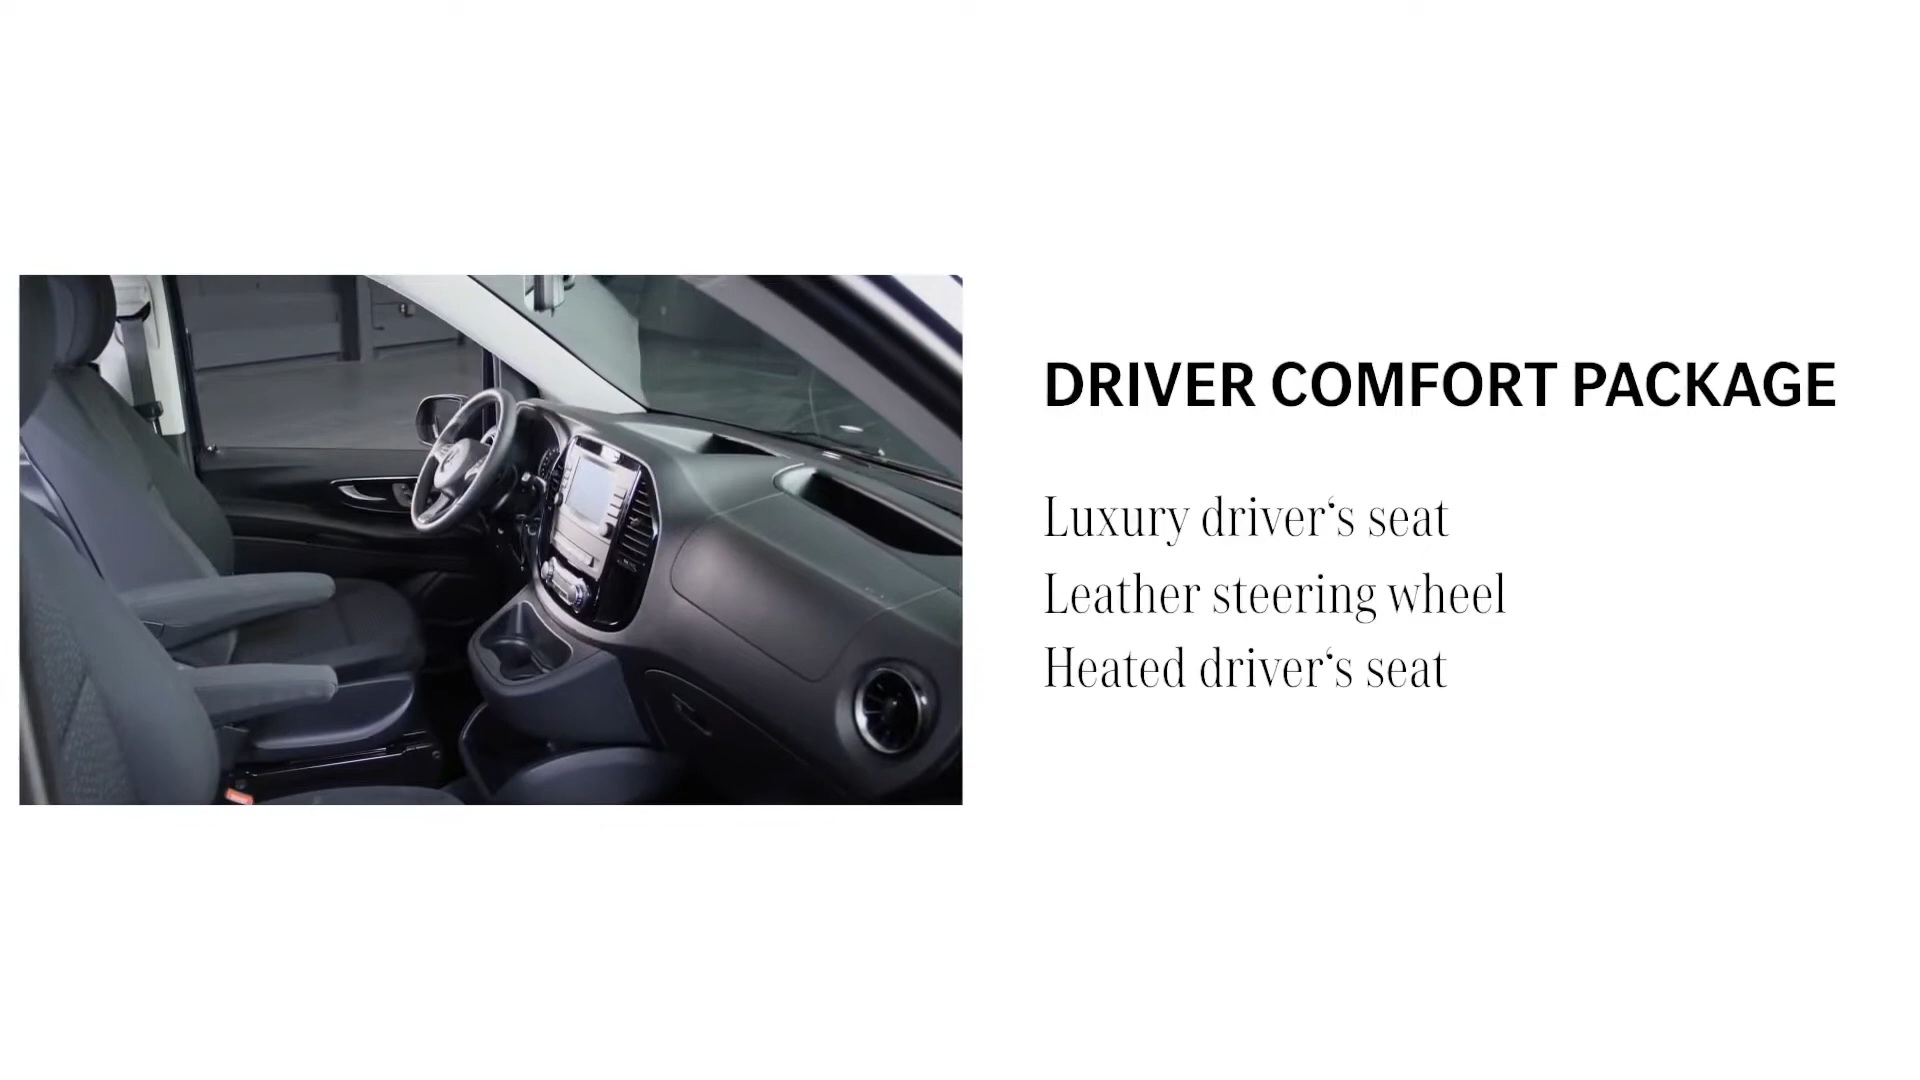 DRIVER COMFORT PACKAGE
Luxury driver‘s seat
Leather steering wheel
Heated driver‘s seat